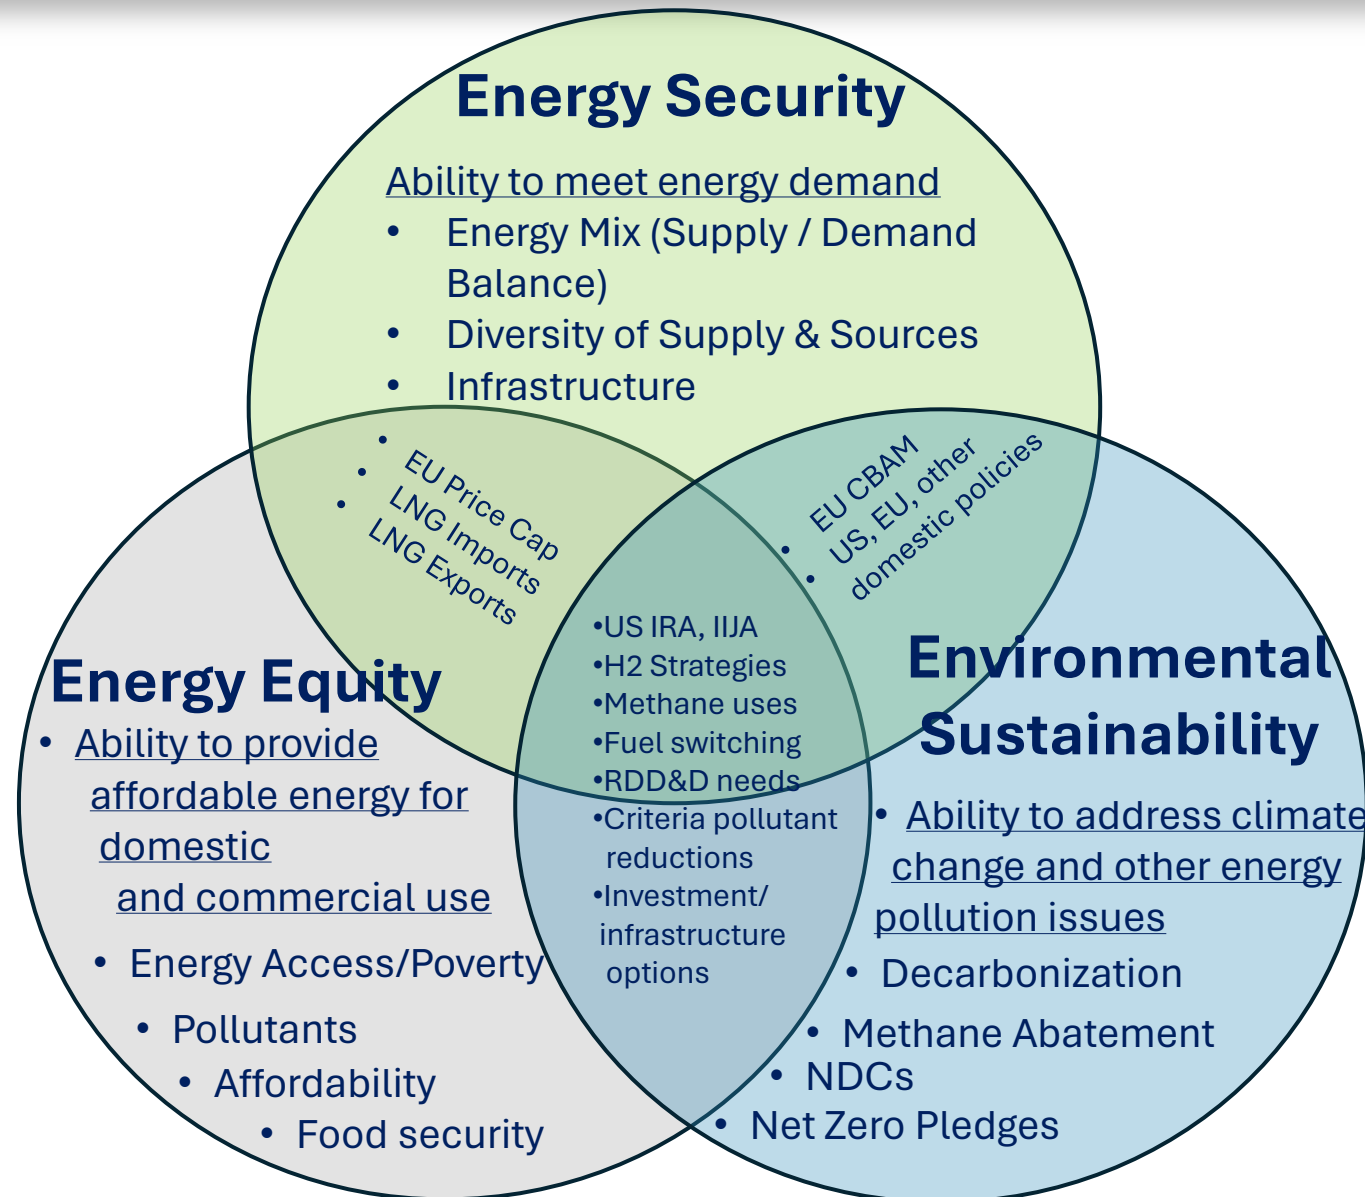 Energy Security
Ability to meet energy demand
• Energy Mix (Supply / Demand
Balance)
• Diversity of Supply & Sources
• Infrastructure
• EU Price Cap
• LNG Imports
• LNG Exports
• EU CBAM
• US, EU, other
domestic policies
•US IRA, IIJA
•H2 Strategies
•Methane uses
•Fuel switching
•RDD&D needs
•Criteria pollutant
reductions
•Investment/
infrastructure
options
Energy Equity
• Ability to provide
affordable energy for
domestic
and commercial use
• Energy Access/Poverty
• Pollutants
• Affordability
• Food security
Environmental
Sustainability
• Ability to address climate
change and other energy
pollution issues
• Decarbonization
• Methane Abatement
• NDCs
• Net Zero Pledges